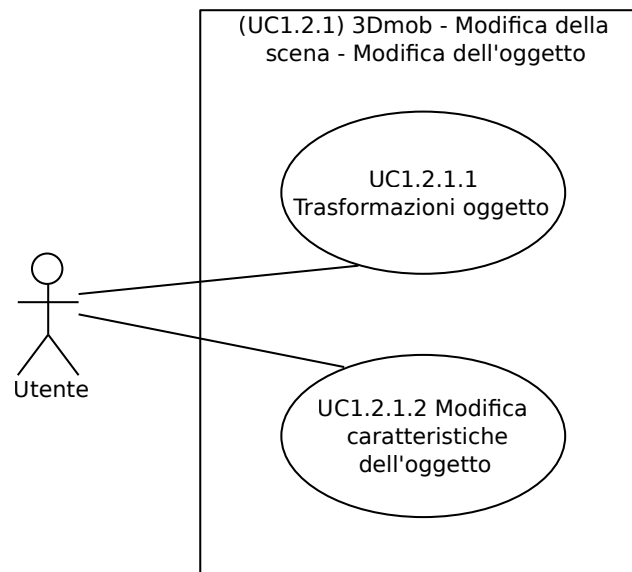 (UC1.2.1) 3Dmob - Modifica della
scena - Modifica dell'oggetto
UC1.2.1.1
Trasformazioni oggetto
Utente
UC1.2.1.2 Modifica
caratteristiche
dell'oggetto